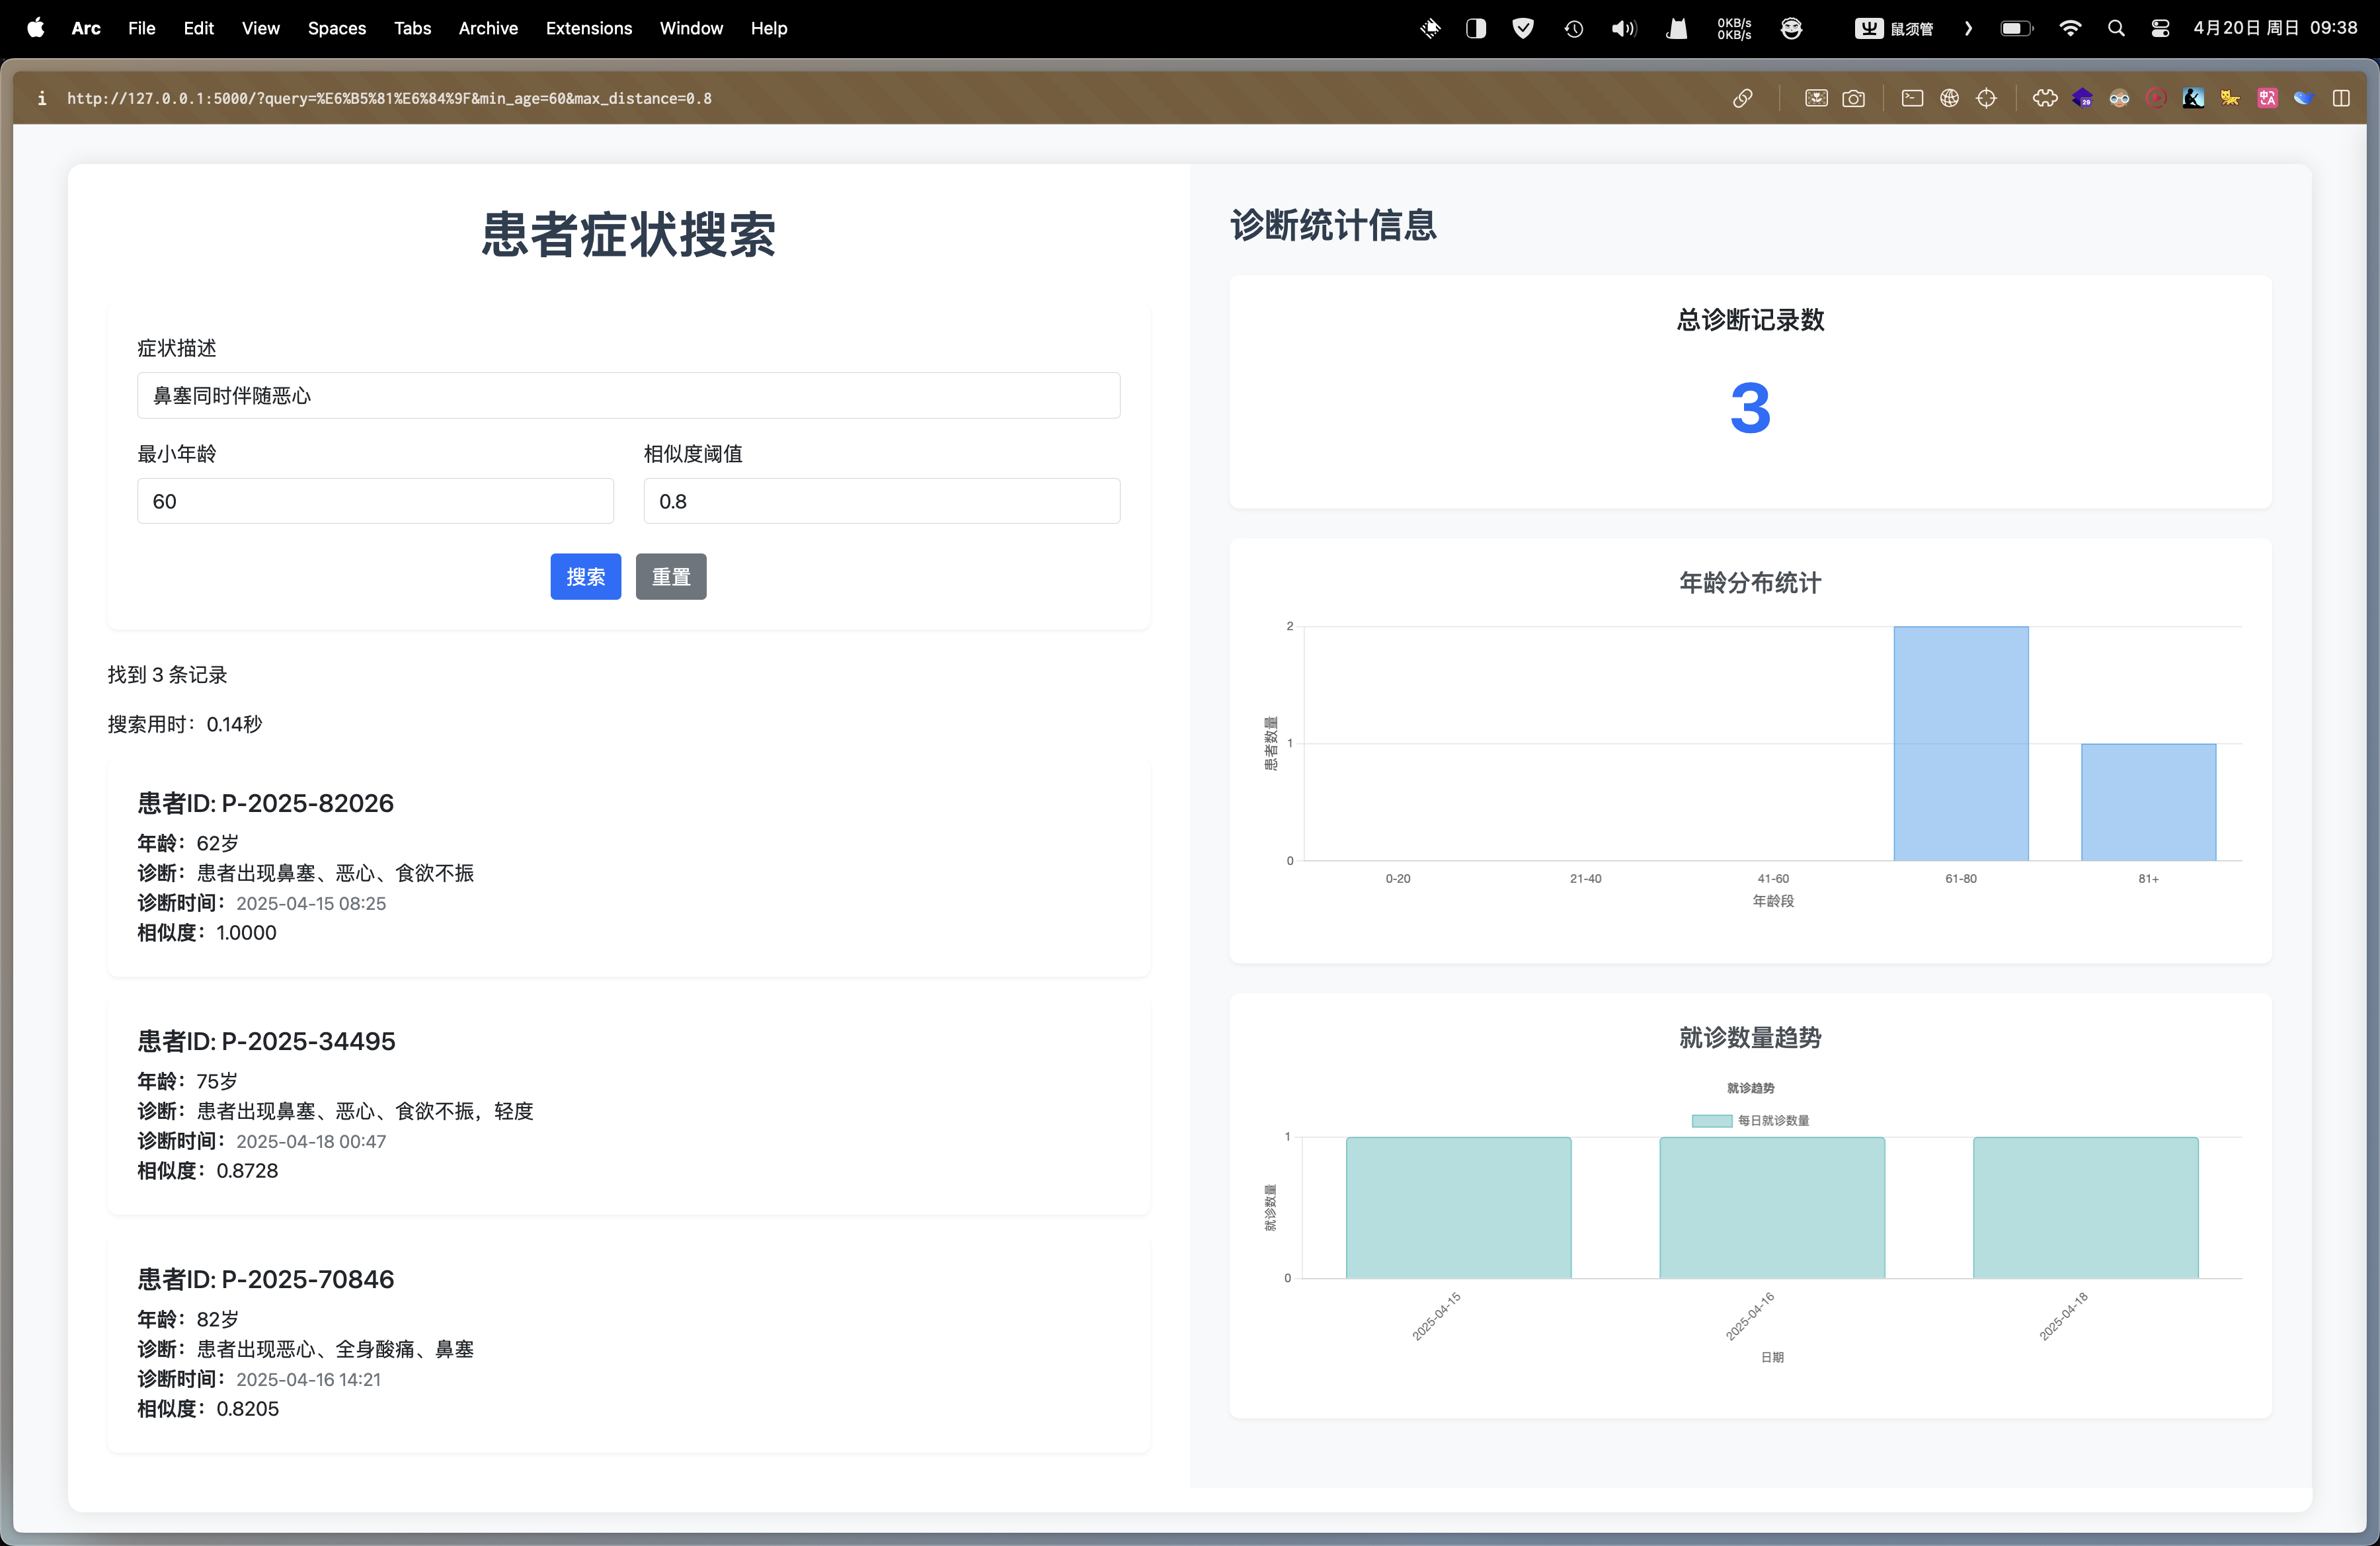 Arc File Edit View Spaces Tabs Archive Extensions Window Help
0KB/s
0KB/s
鼠须管
4月20日 周日 09:38
http://127.0.0.1:5000/?query=%E6%B5%81%E6%84%9F&min_age=60&max_distance=0.8
29
患者症状搜索
症状描述
鼻塞同时伴随恶心
最小年龄
相似度阈值
60
0.8
搜索
重置
找到 3 条记录
搜索用时：0.14秒
患者ID: P-2025-82026
年龄：62岁
诊断：患者出现鼻塞、恶心、食欲不振
诊断时间：2025-04-15 08:25
相似度：1.0000
患者ID: P-2025-34495
年龄：75岁
诊断：患者出现鼻塞、恶心、食欲不振，轻度
诊断时间：2025-04-18 00:47
相似度：0.8728
患者ID: P-2025-70846
年龄：82岁
诊断：患者出现恶心、全身酸痛、鼻塞
诊断时间：2025-04-16 14:21
相似度：0.8205
诊断统计信息
总诊断记录数
3
年龄分布统计
患者数量
2
1
0
0-20
21-40
41-60
61-80
81+
年龄段
就诊数量趋势
就诊趋势
每日就诊数量
就诊数量
1
0
2025-04-15
2025-04-16
2025-04-18
日期